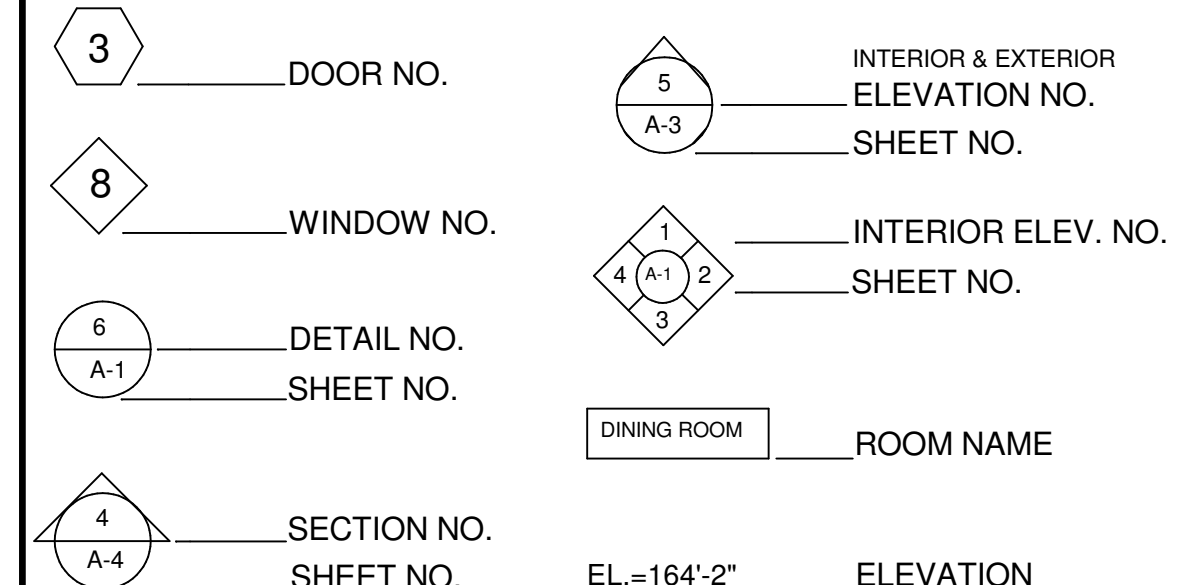 3
DOOR NO.
8
WINDOW NO.
6
DETAIL NO.
A-1
SHEET NO.
4
SECTION NO.
A-4
SHEET NO.
INTERIOR & EXTERIOR
5
ELEVATION NO.
A-3
SHEET NO.
1
INTERIOR ELEV. NO.
4 A-1 2
SHEET NO.
3
DINING ROOM
ROOM NAME
EL.=164'-2" ELEVATION